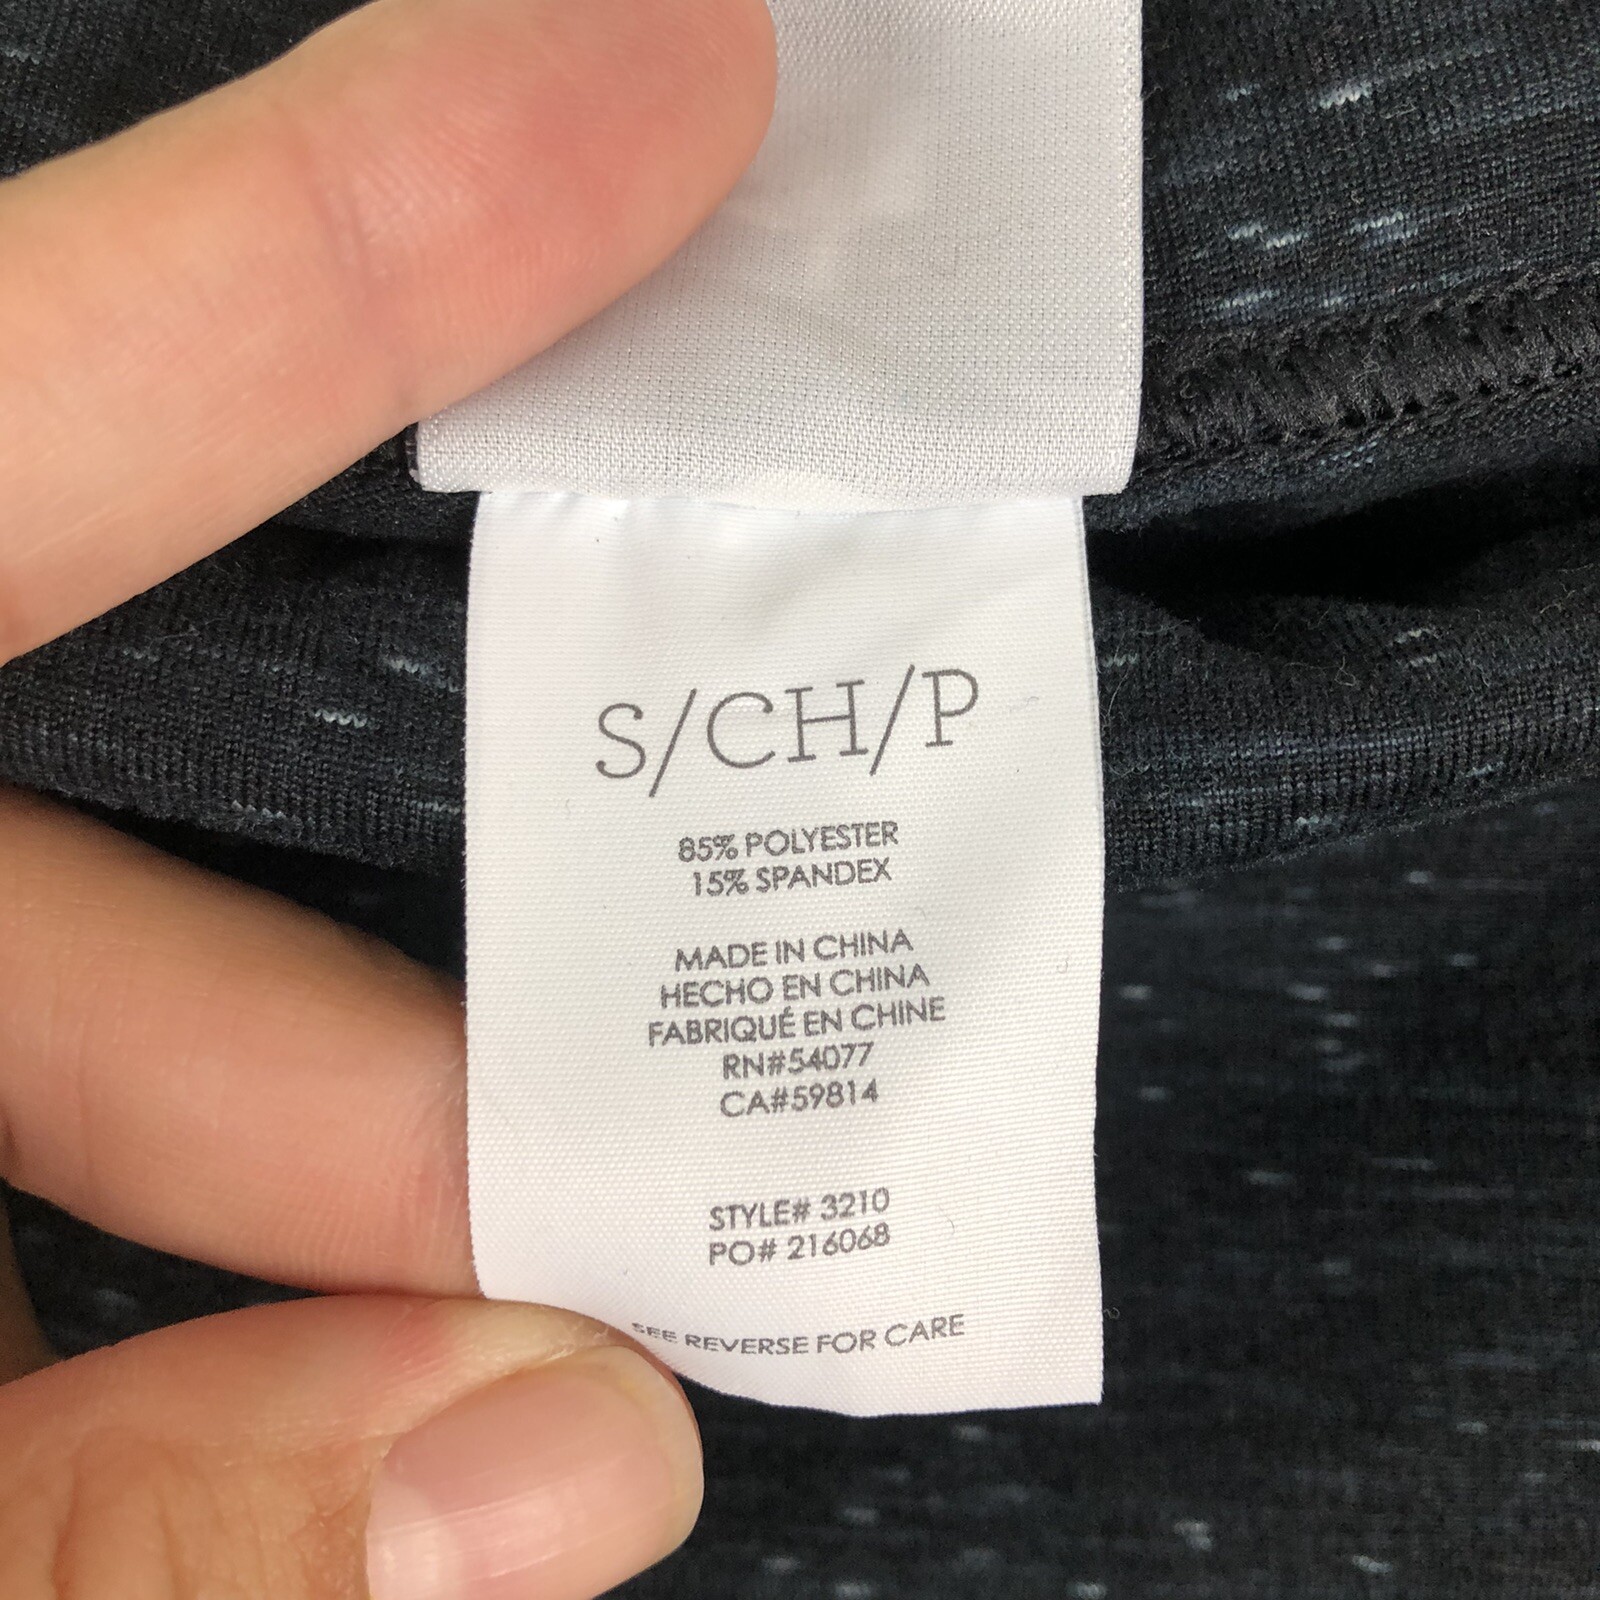 S/CH/P
85% POLYESTER
15% SPANDEX
MADE IN CHINA
HECHO EN CHINA
FABRIQUÉ EN CHINE
RN#54077
CA#59814
STYLE# 3210
PO# 216068
SEE REVERSE FOR CARE